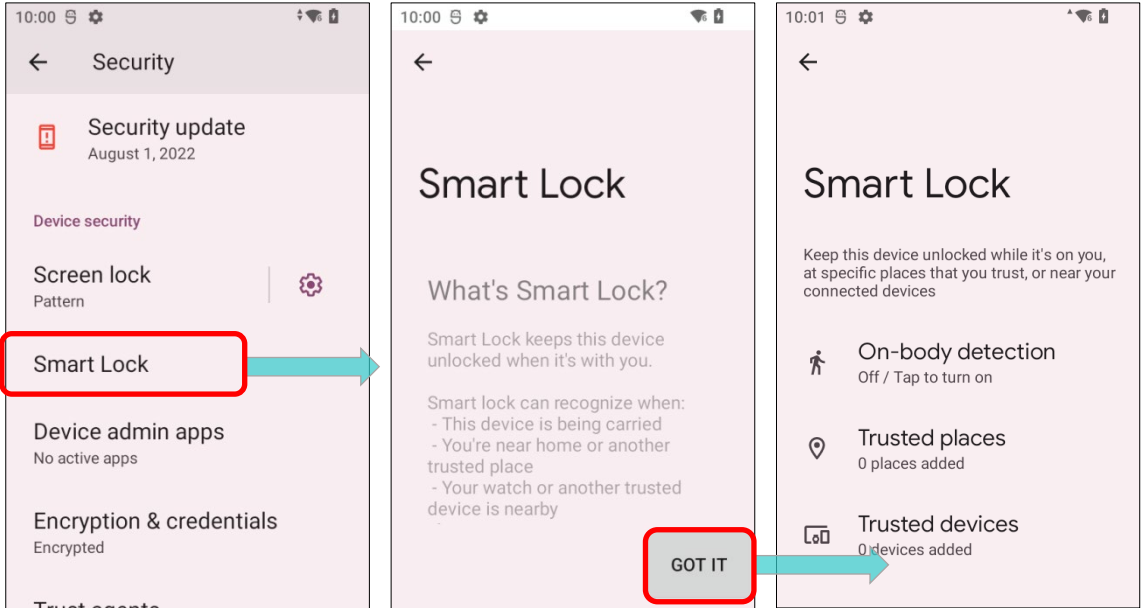 10:00
Security
Security update
August 1, 2022
Device security
Screen lock
Pattern
Smart Lock
Device admin apps
No active apps
Encryption & credentials
Encrypted
Trust agents
10:00
Smart Lock
What's Smart Lock?
Smart Lock keeps this device
unlocked when it's with you.
Smart lock can recognize when:
- This device is being carried
- You're near home or another
trusted place
- Your watch or another trusted
device is nearby
GOT IT
10:01
Smart Lock
Keep this device unlocked while it's on you,
at specific places that you trust, or near your
connected devices
On-body detection
Off / Tap to turn on
Trusted places
0 places added
Trusted devices
0 devices added